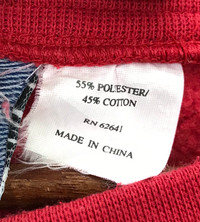 55% POLYESTER/
45% COTTON
RN 62641
MADE IN CHINA